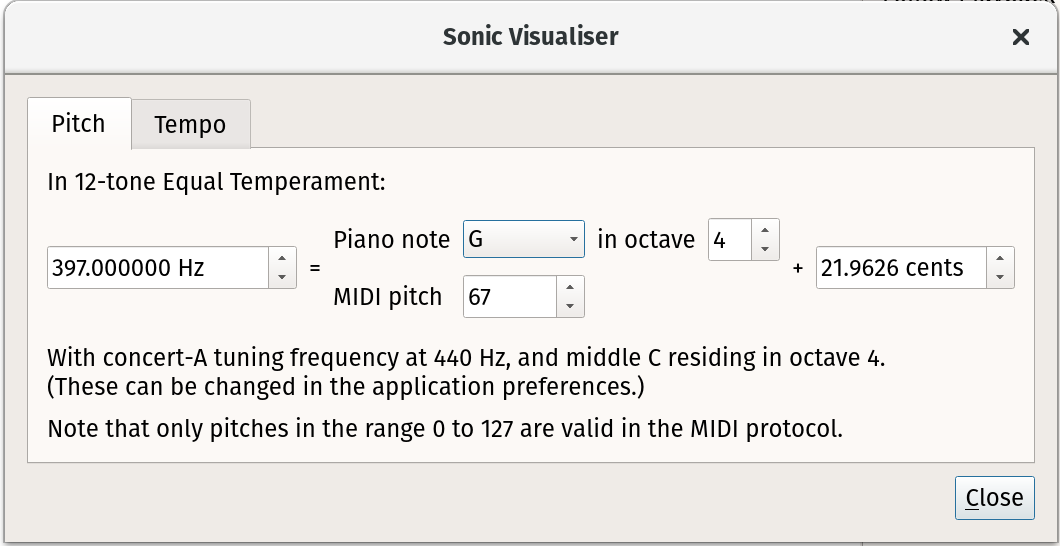 Sonic Visualiser
Pitch
Tempo
In 12-tone Equal Temperament:
Piano note G in octave 4
397.000000 Hz = + 21.9626 cents
MIDI pitch 67
With concert-A tuning frequency at 440 Hz, and middle C residing in octave 4.
(These can be changed in the application preferences.)
Note that only pitches in the range 0 to 127 are valid in the MIDI protocol.
Close